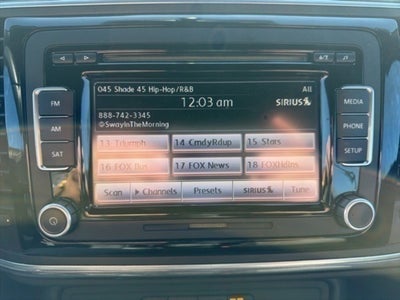 045 Shade 45 Hip-Hop/R&B All
12:03 am SIRIUS
888-742-3345
@SwayInTheMorning
FM MEDIA
13 Triumph 14 CmdyRdup 15 Stars
AM PHONE
16 FOX Bus 17 FOX News 18 FOXHdlns
SAT SETUP
Scan Channels Presets SIRIUS Tune